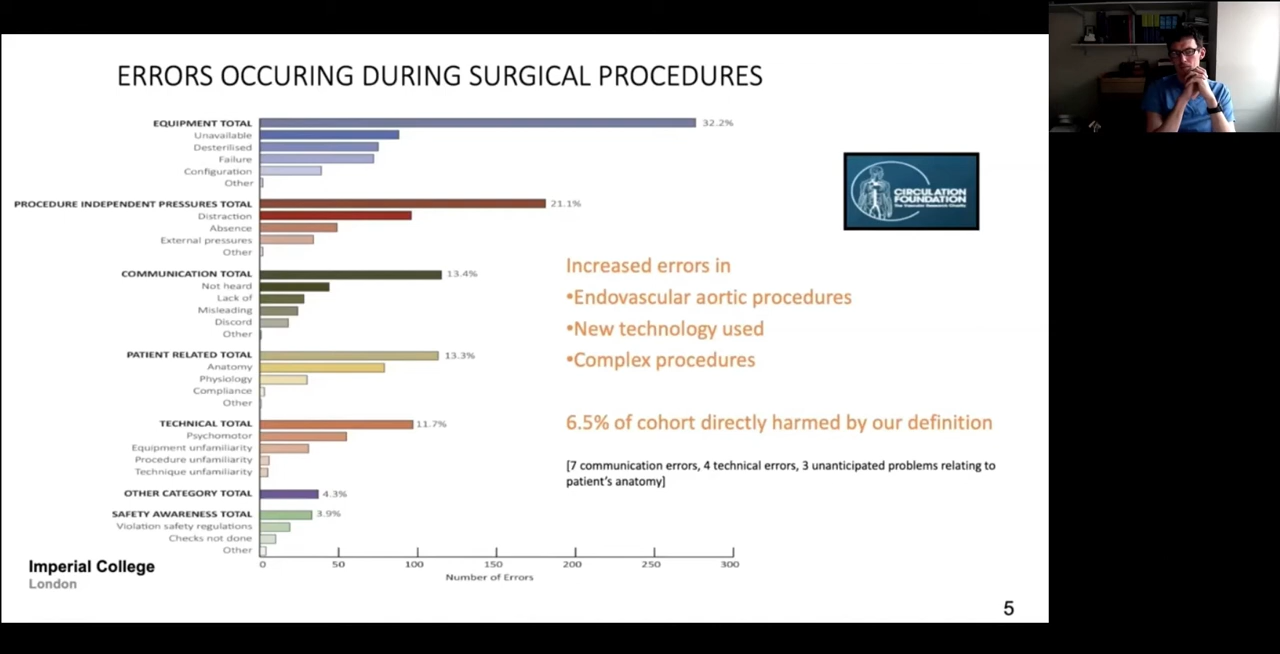 ERRORS OCCURING DURING SURGICAL PROCEDURES
EQUIPMENT TOTAL 32.2%
Unavailable
Desterilised
Failure
Configuration
Other
PROCEDURE INDEPENDENT PRESSURES TOTAL 21.1%
Distraction
Absence
External pressures
Other
COMMUNICATION TOTAL 13.4%
Not heard
Lack of
Misleading
Discord
Other
PATIENT RELATED TOTAL 13.3%
Anatomy
Physiology
Compliance
Other
TECHNICAL TOTAL 11.7%
Psychomotor
Equipment unfamiliarity
Procedure unfamiliarity
Technique unfamiliarity
OTHER CATEGORY TOTAL 4.3%
SAFETY AWARENESS TOTAL 3.9%
Violation safety regulations
Checks not done
Other
0 50 100 150 200 250 300
Number of Errors
CIRCULATION
FOUNDATION
The Vascular Research Charity
Increased errors in
•Endovascular aortic procedures
•New technology used
•Complex procedures
6.5% of cohort directly harmed by our definition
[7 communication errors, 4 technical errors, 3 unanticipated problems relating to
patient's anatomy]
Imperial College
London
5